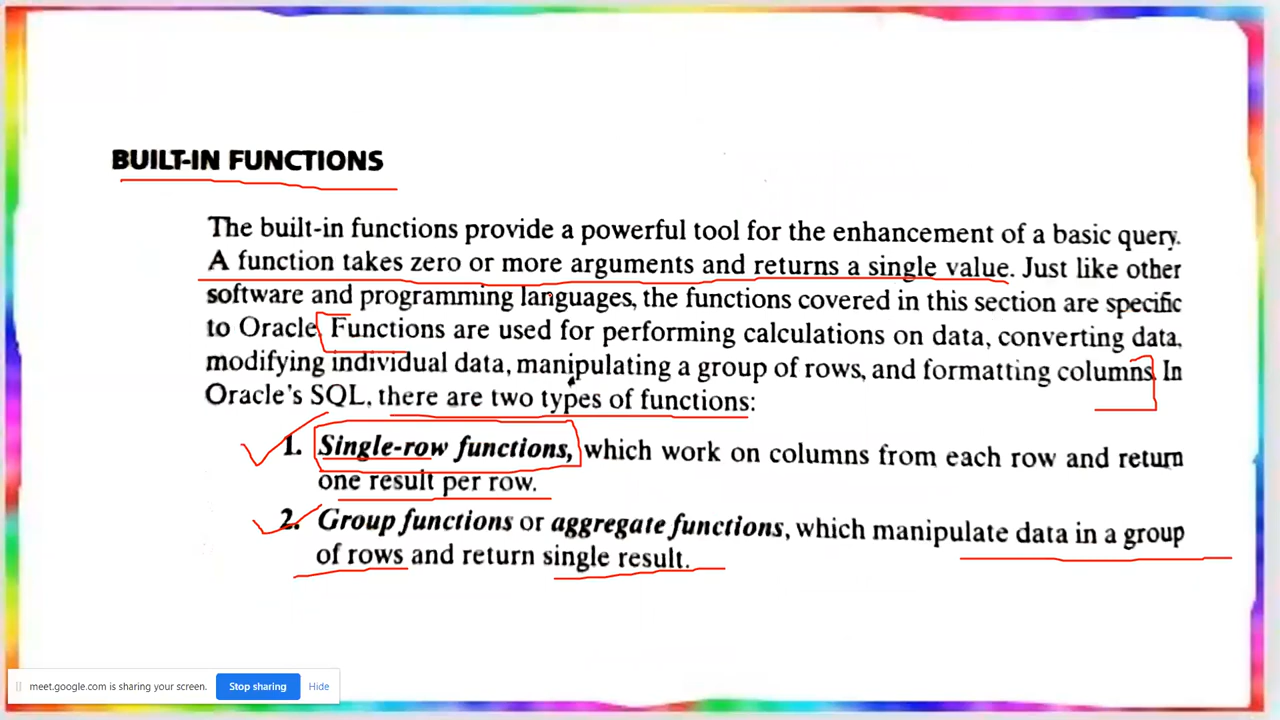 BUILT-IN FUNCTIONS
The built-in functions provide a powerful tool for the enhancement of a basic query.
A function takes zero or more arguments and returns a single value. Just like other
software and programming languages, the functions covered in this section are specific
to Oracle. Functions are used for performing calculations on data, converting data,
modifying individual data, manipulating a group of rows, and formatting columns. In
Oracle's SQL, there are two types of functions:
1. Single-row functions, which work on columns from each row and return
one result per row.
2. Group functions or aggregate functions, which manipulate data in a group
of rows and return single result.
meet.google.com is sharing your screen. Stop sharing Hide